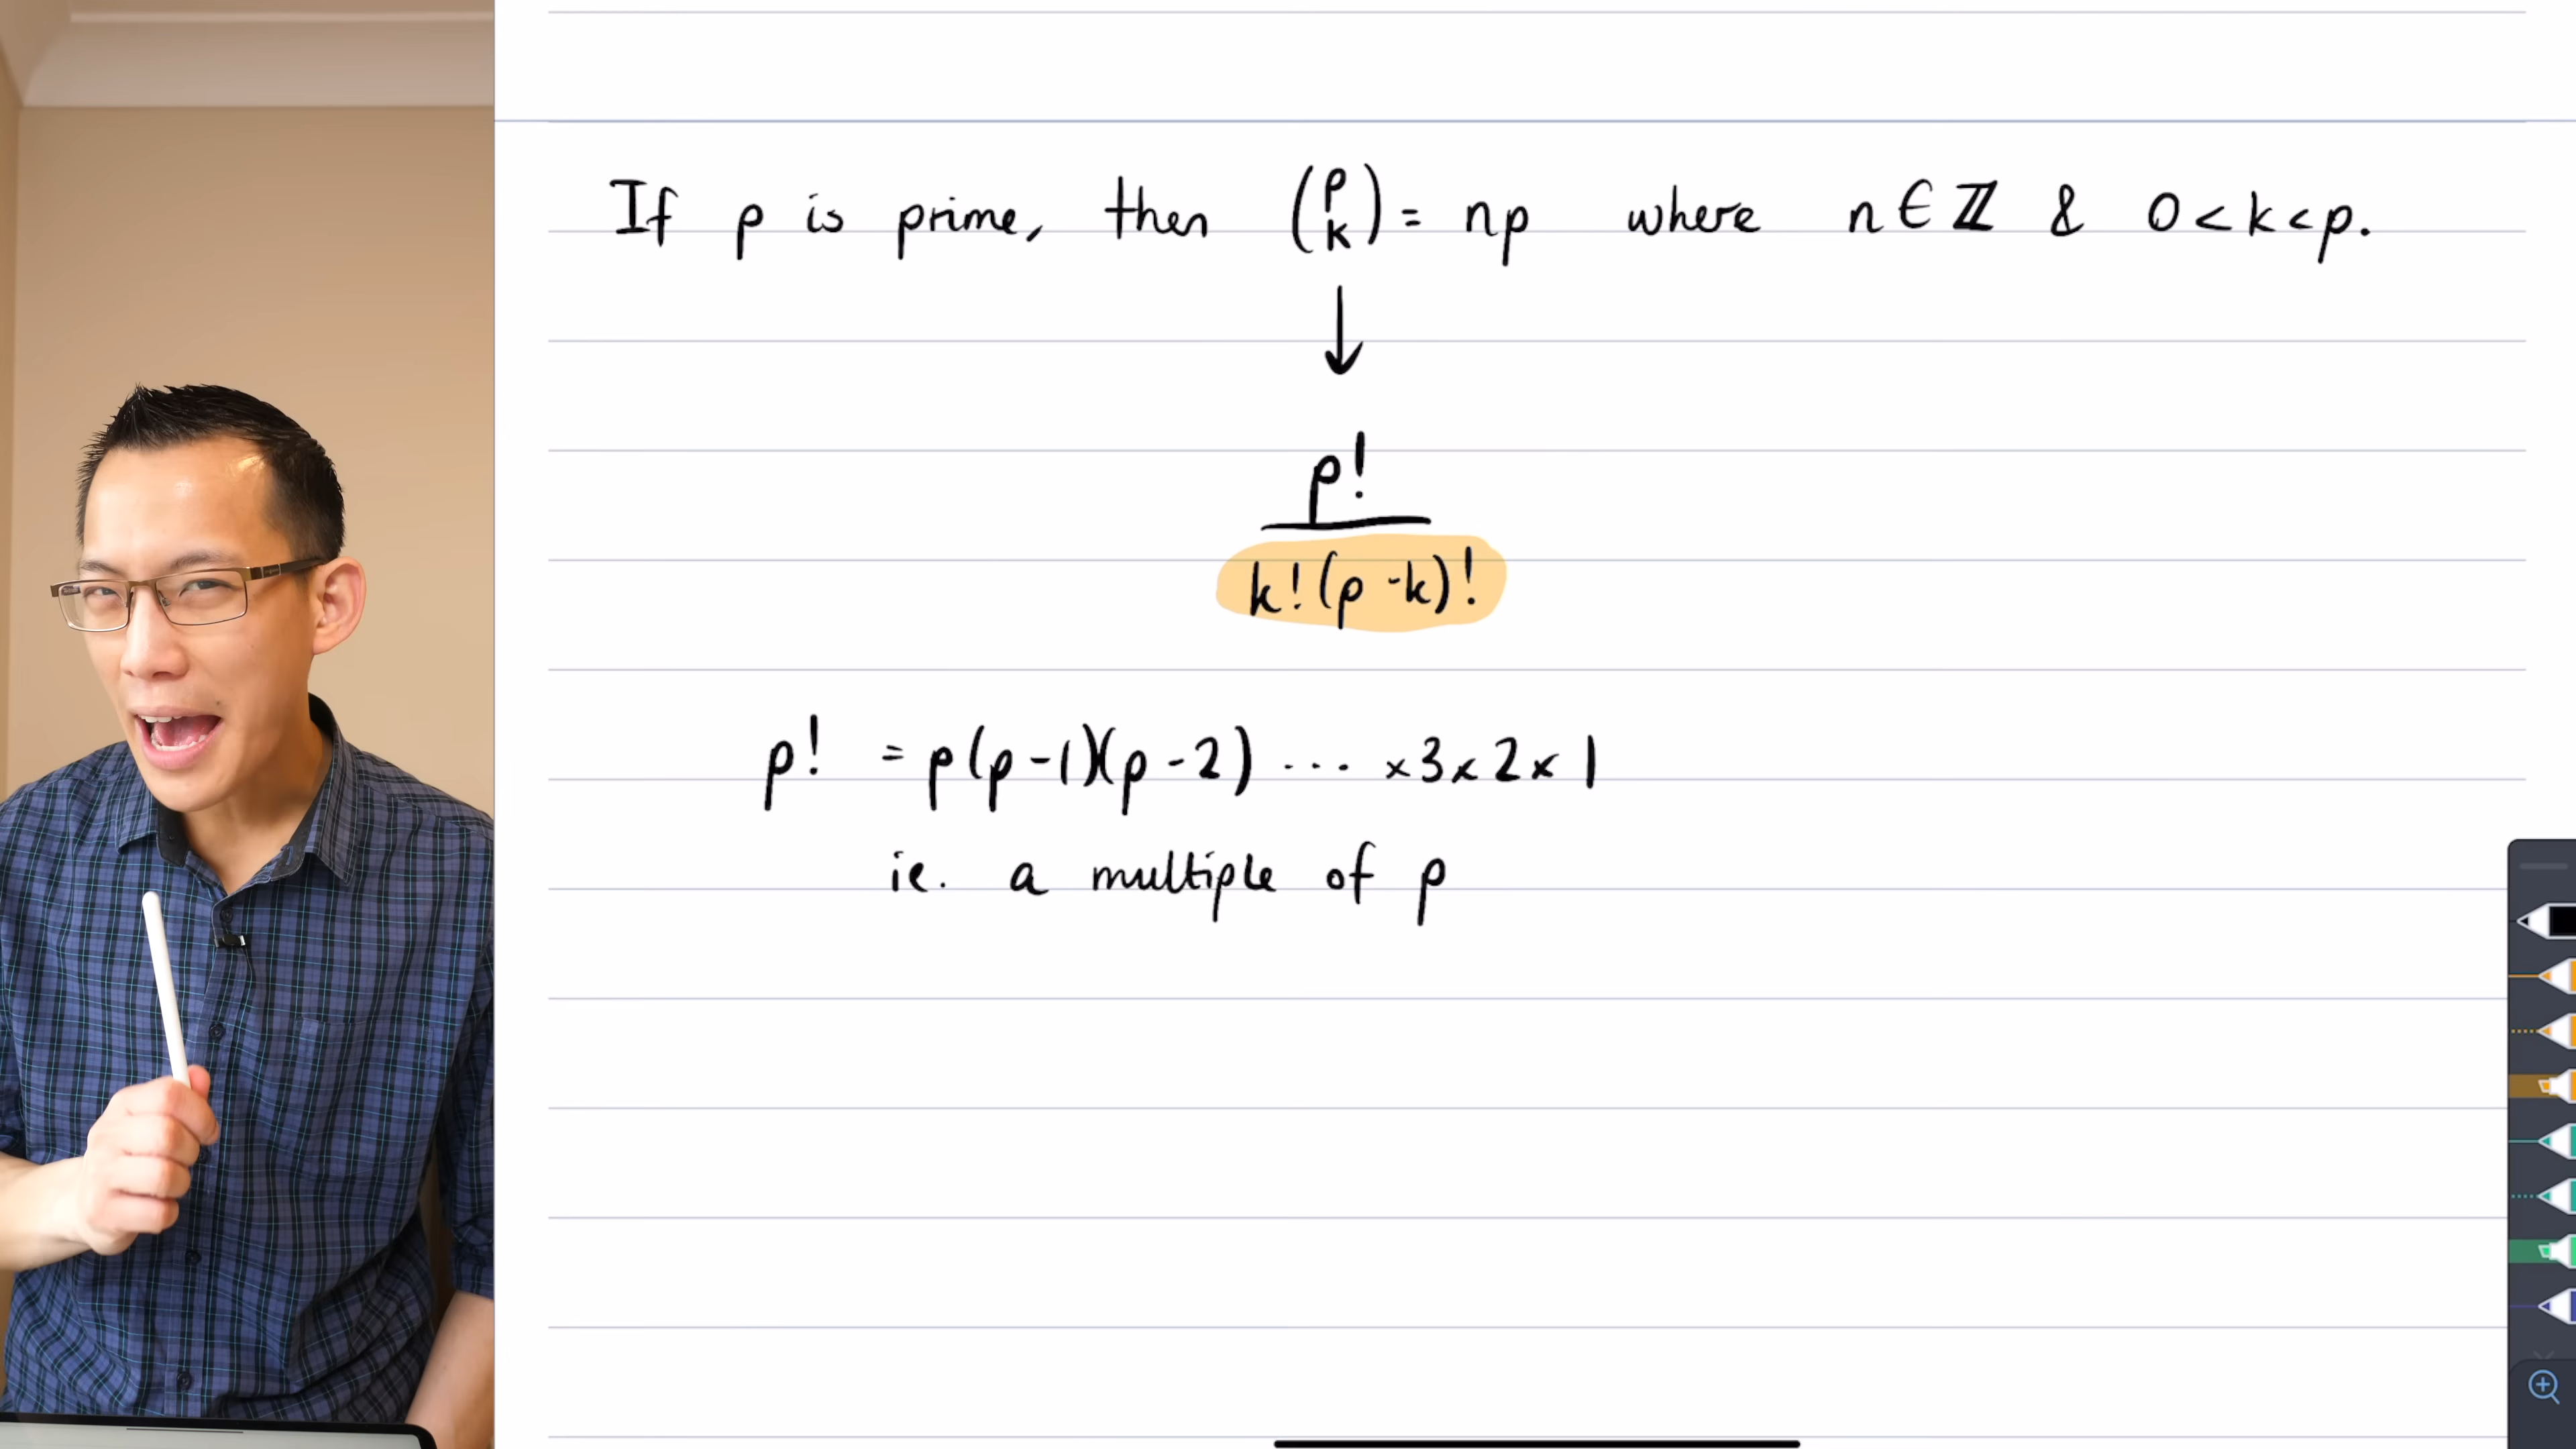 If p is prime, then (p k) = np where n ∈ ℤ & 0 < k < p.
↓
p!
k!(p-k)!
p! = p(p-1)(p-2) ... ×3×2×1
ie. a multiple of p